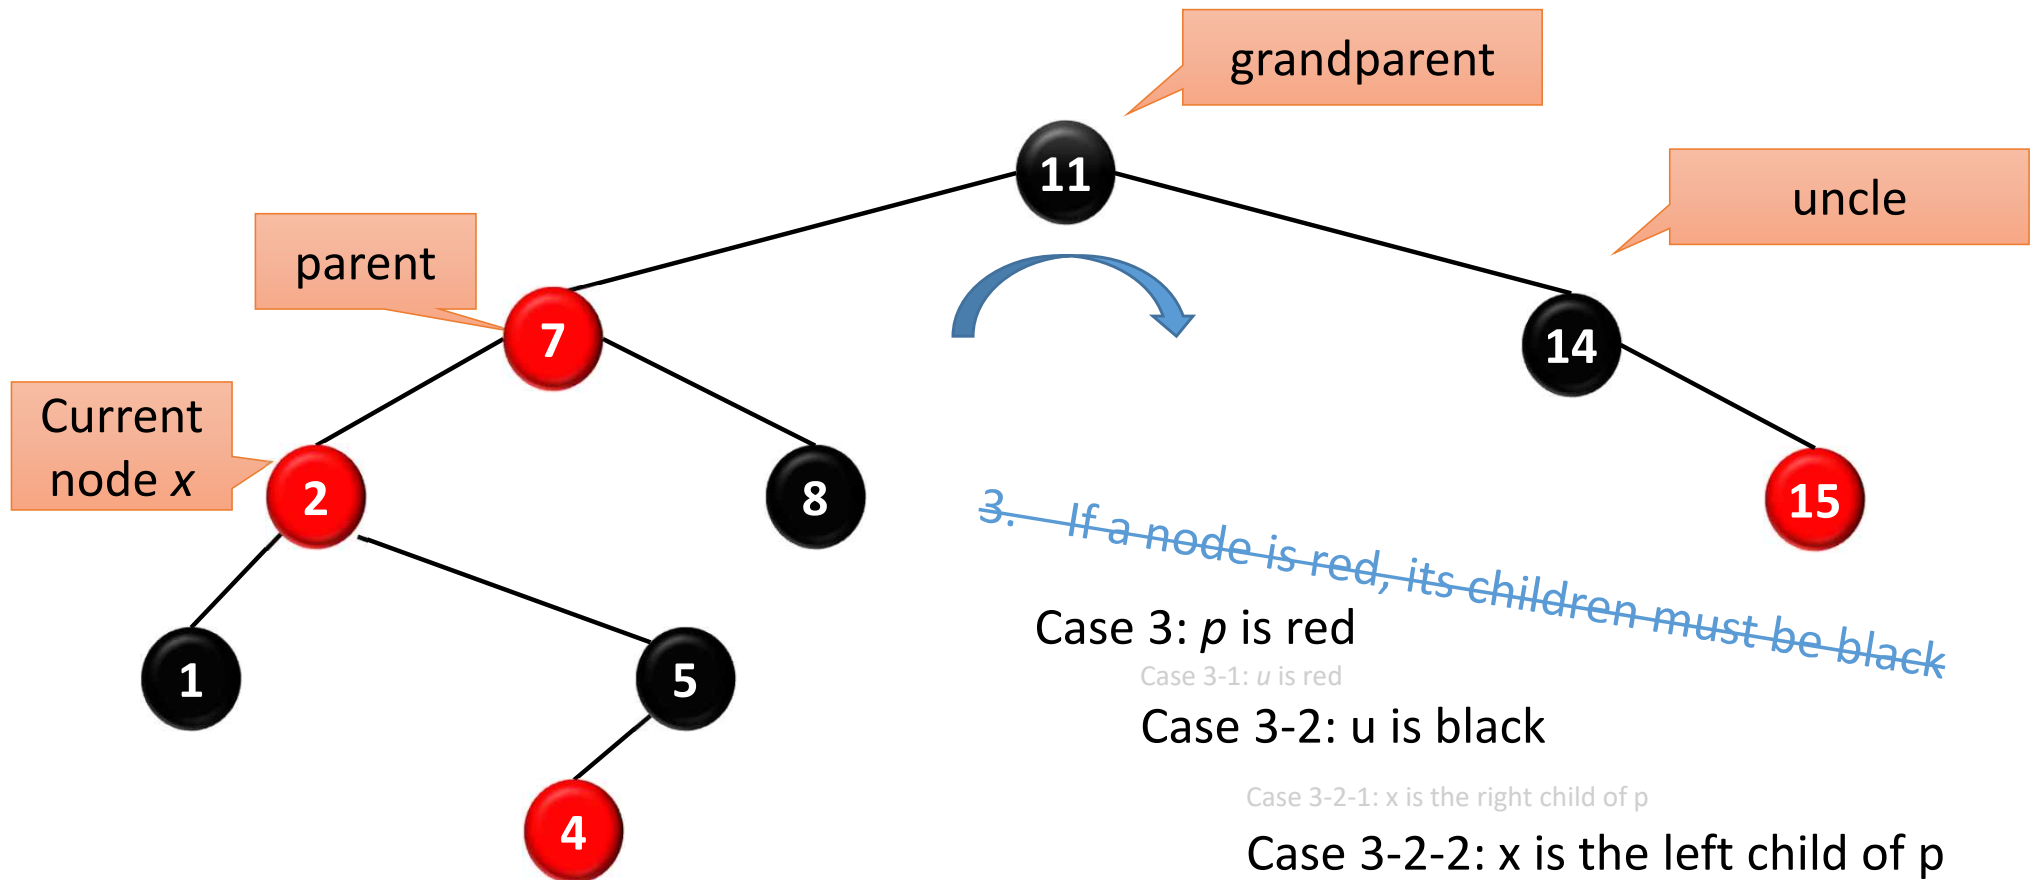 grandparent
11
uncle
parent
7
14
Current
node x
2
8
15
3. If a node is red, its children must be black
Case 3: p is red
Case 3-1: u is red
1
5
Case 3-2: u is black
Case 3-2-1: x is the right child of p
4
Case 3-2-2: x is the left child of p